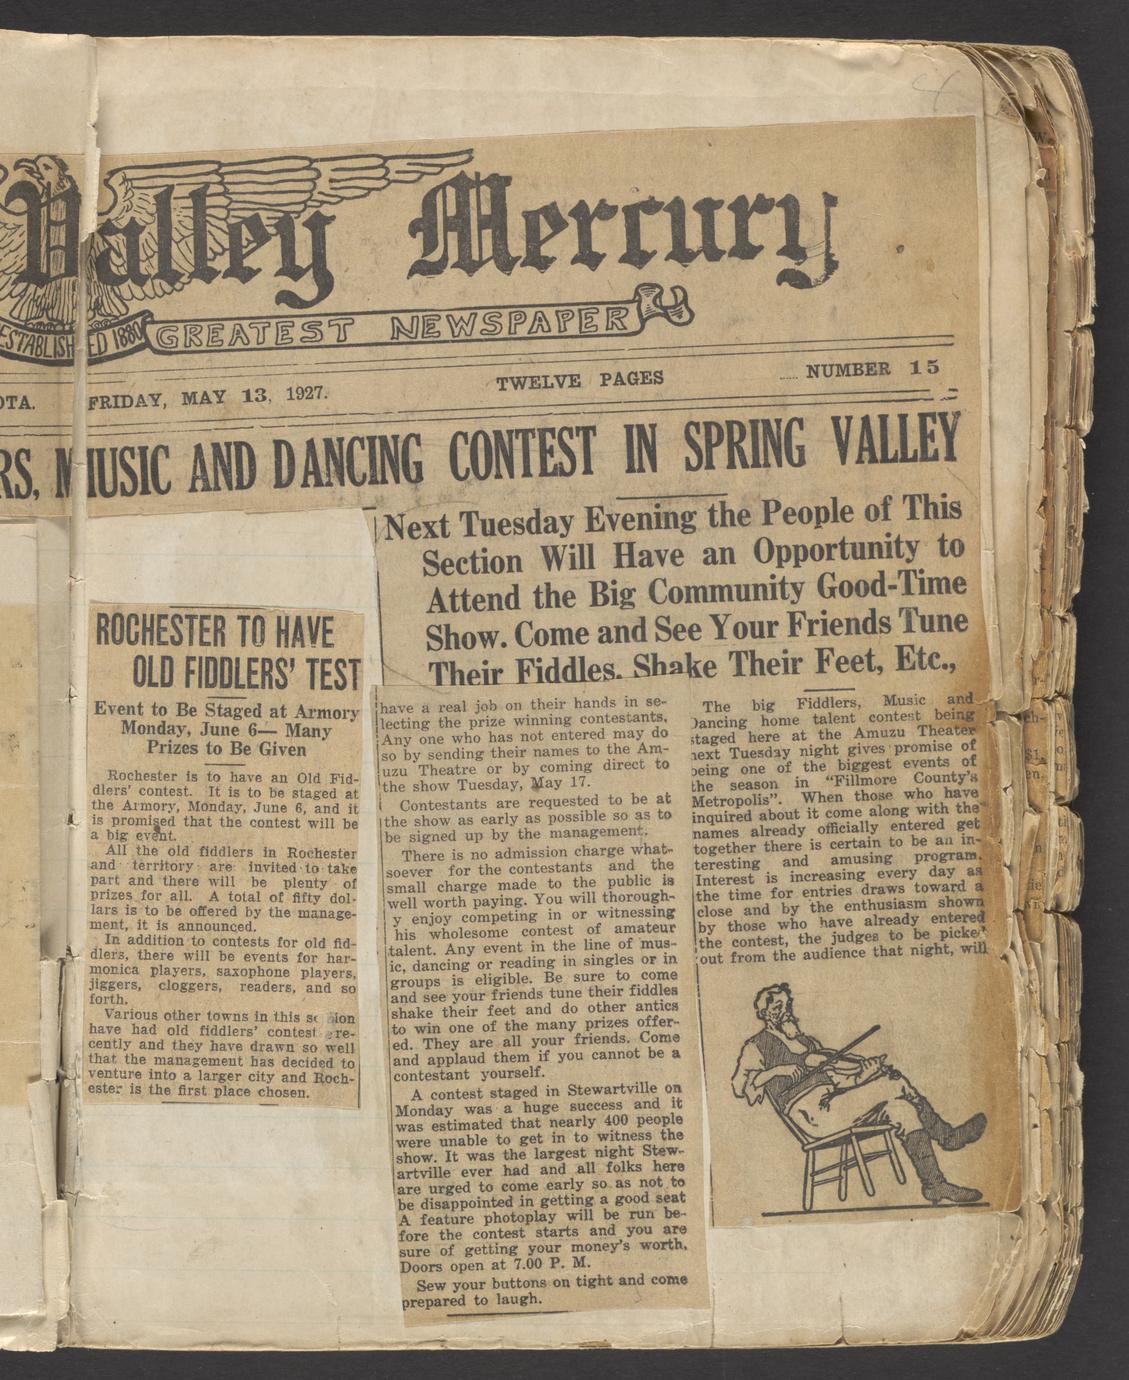 Valley Mercury
ESTABLISHED 1880
GREATEST NEWSPAPER
OTA. FRIDAY, MAY 13, 1927. TWELVE PAGES NUMBER 15
RS, MUSIC AND DANCING CONTEST IN SPRING VALLEY
Next Tuesday Evening the People of This
Section Will Have an Opportunity to
Attend the Big Community Good-Time
Show. Come and See Your Friends Tune
Their Fiddles. Shake Their Feet, Etc.,
ROCHESTER TO HAVE
OLD FIDDLERS' TEST
Event to Be Staged at Armory
Monday, June 6— Many
Prizes to Be Given
Rochester is to have an Old Fid-
dlers' contest. It is to be staged at
the Armory, Monday, June 6, and it
is promised that the contest will be
a big event.
All the old fiddlers in Rochester
and territory are invited to take
part and there will be plenty of
prizes for all. A total of fifty dol-
lars is to be offered by the manage-
ment, it is announced.
In addition to contests for old fid-
dlers, there will be events for har-
monica players, saxophone players,
jiggers, cloggers, readers, and so
forth.
Various other towns in this section
have had old fiddlers' contest re-
cently and they have drawn so well
that the management has decided to
venture into a larger city and Roch-
ester is the first place chosen.
have a real job on their hands in se-
lecting the prize winning contestants.
Any one who has not entered may do
so by sending their names to the Am-
uzu Theatre or by coming direct to
the show Tuesday, May 17.
Contestants are requested to be at
the show as early as possible so as to
be signed up by the management.
There is no admission charge what-
soever for the contestants and the
small charge made to the public is
well worth paying. You will thorough-
y enjoy competing in or witnessing
his wholesome contest of amateur
talent. Any event in the line of mus-
ic, dancing or reading in singles or in
groups is eligible. Be sure to come
and see your friends tune their fiddles
shake their feet and do other antics
to win one of the many prizes offer-
ed. They are all your friends. Come
and applaud them if you cannot be a
contestant yourself.
A contest staged in Stewartville on
Monday was a huge success and it
was estimated that nearly 400 people
were unable to get in to witness the
show. It was the largest night Stew-
artville ever had and all folks here
are urged to come early so as not to
be disappointed in getting a good seat
A feature photoplay will be run be-
fore the contest starts and you are
sure of getting your money's worth.
Doors open at 7.00 P. M.
Sew your buttons on tight and come
prepared to laugh.
The big Fiddlers, Music and
Dancing home talent contest being
staged here at the Amuzu Theater
next Tuesday night gives promise of
being one of the biggest events of
the season in "Fillmore County's
Metropolis". When those who have
inquired about it come along with the
names already officially entered get
together there is certain to be an in-
teresting and amusing program.
Interest is increasing every day as
the time for entries draws toward a
close and by the enthusiasm shown
by those who have already entered
the contest, the judges to be picked
out from the audience that night, will